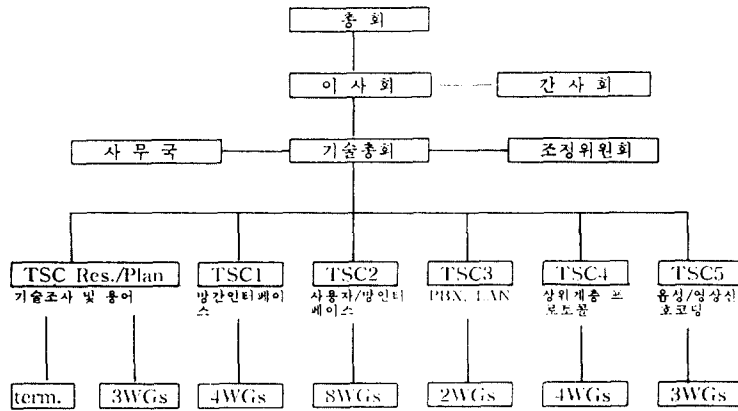 총 회
이 사 회
간 사 회
사 무 국
기술총회
조정위원회
TSC Res./Plan
기술조사 및 용어
TSC1
망간인터페이
스
TSC2
사용자/망인터
페이스
TSC3
PBX, LAN
TSC4
상위계층 프
로토콜
TSC5
음성/영상신
호코딩
term.
3WGs
4WGs
8WGs
2WGs
4WGs
3WGs